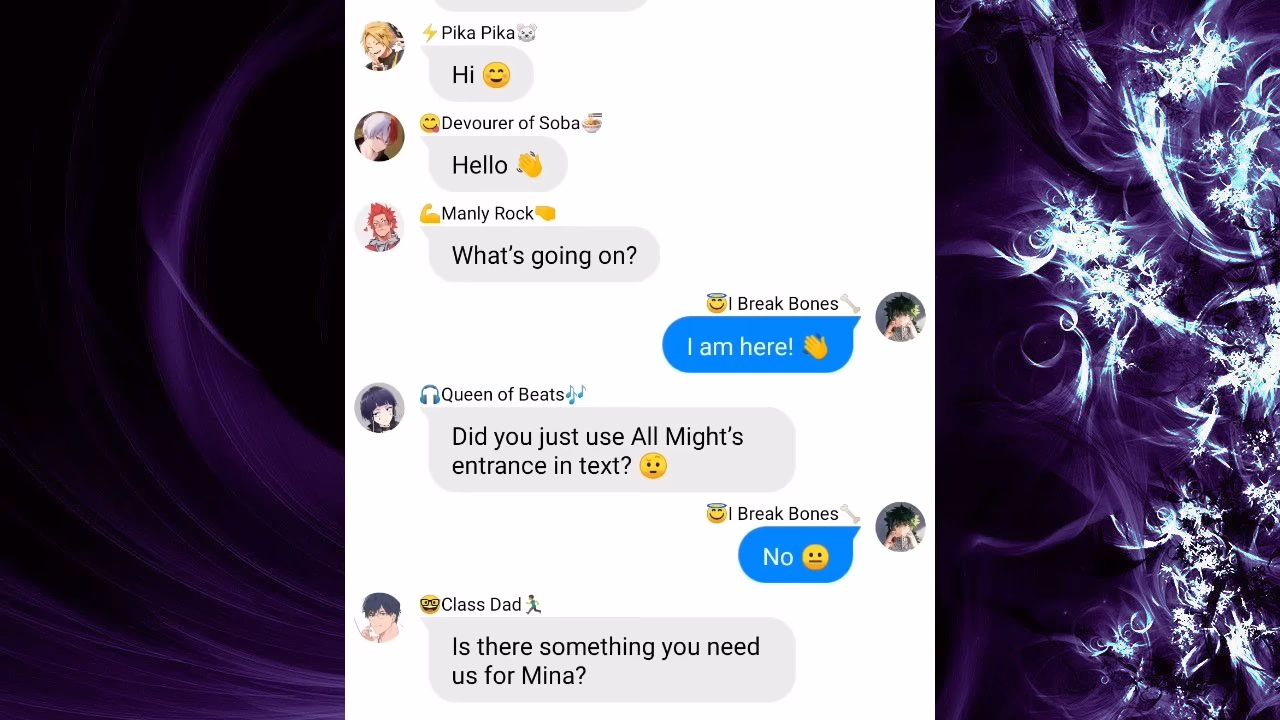 ⚡Pika Pika🐭
Hi 😊
😋Devourer of Soba🍜
Hello 👋
💪Manly Rock🤜
What’s going on?
😇I Break Bones🦴
I am here! 👋
🎧Queen of Beats🎶
Did you just use All Might’s
entrance in text? 🤨
😇I Break Bones🦴
No 😐
🤓Class Dad🏃‍♂️
Is there something you need
us for Mina?